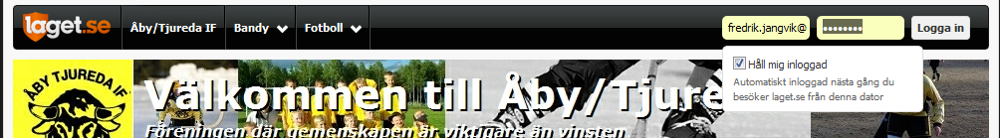 laget.se Åby/Tjureda IF Bandy Fotboll fredrik.jangvik@ •••••••• Logga in
Håll mig inloggad
Automatiskt inloggad nästa gång du
besöker laget.se från denna dator
ÅBY TJUREDA IF
Välkommen till Åby/Tjure
Föreningen där gemenskapen är viktigare än vinsten